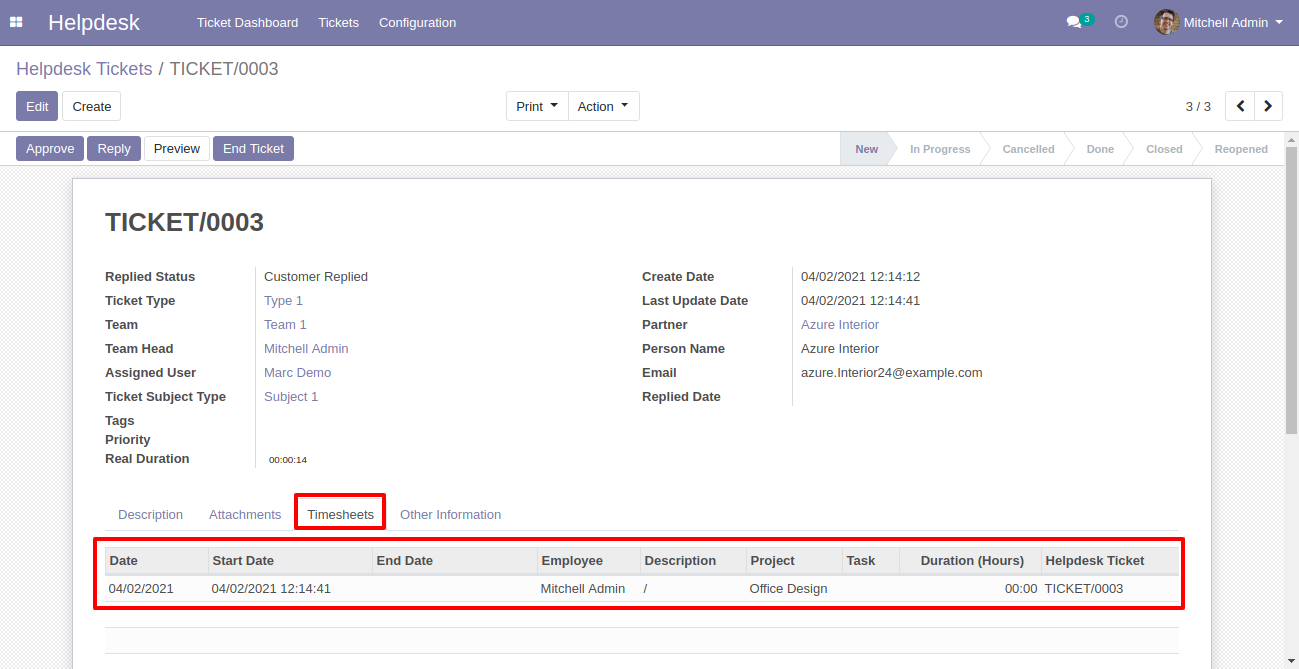 Helpdesk Ticket Dashboard Tickets Configuration 3 Mitchell Admin
Helpdesk Tickets / TICKET/0003
Edit Create Print Action 3 / 3
Approve Reply Preview End Ticket New In Progress Cancelled Done Closed Reopened
TICKET/0003
Replied Status Customer Replied Create Date 04/02/2021 12:14:12
Ticket Type Type 1 Last Update Date 04/02/2021 12:14:41
Team Team 1 Partner Azure Interior
Team Head Mitchell Admin Person Name Azure Interior
Assigned User Marc Demo Email azure.Interior24@example.com
Ticket Subject Type Subject 1 Replied Date
Tags
Priority
Real Duration 00:00:14
Description Attachments Timesheets Other Information
Date Start Date End Date Employee Description Project Task Duration (Hours) Helpdesk Ticket
04/02/2021 04/02/2021 12:14:41 Mitchell Admin / Office Design 00:00 TICKET/0003